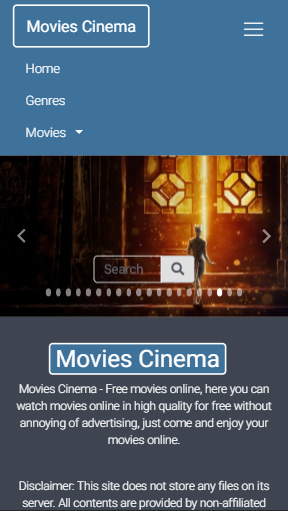 Movies Cinema
Home
Genres
Movies
Search
Movies Cinema
Movies Cinema - Free movies online, here you can
watch movies online in high quality for free without
annoying of advertising, just come and enjoy your
movies online.
Disclaimer: This site does not store any files on its
server. All contents are provided by non-affiliated